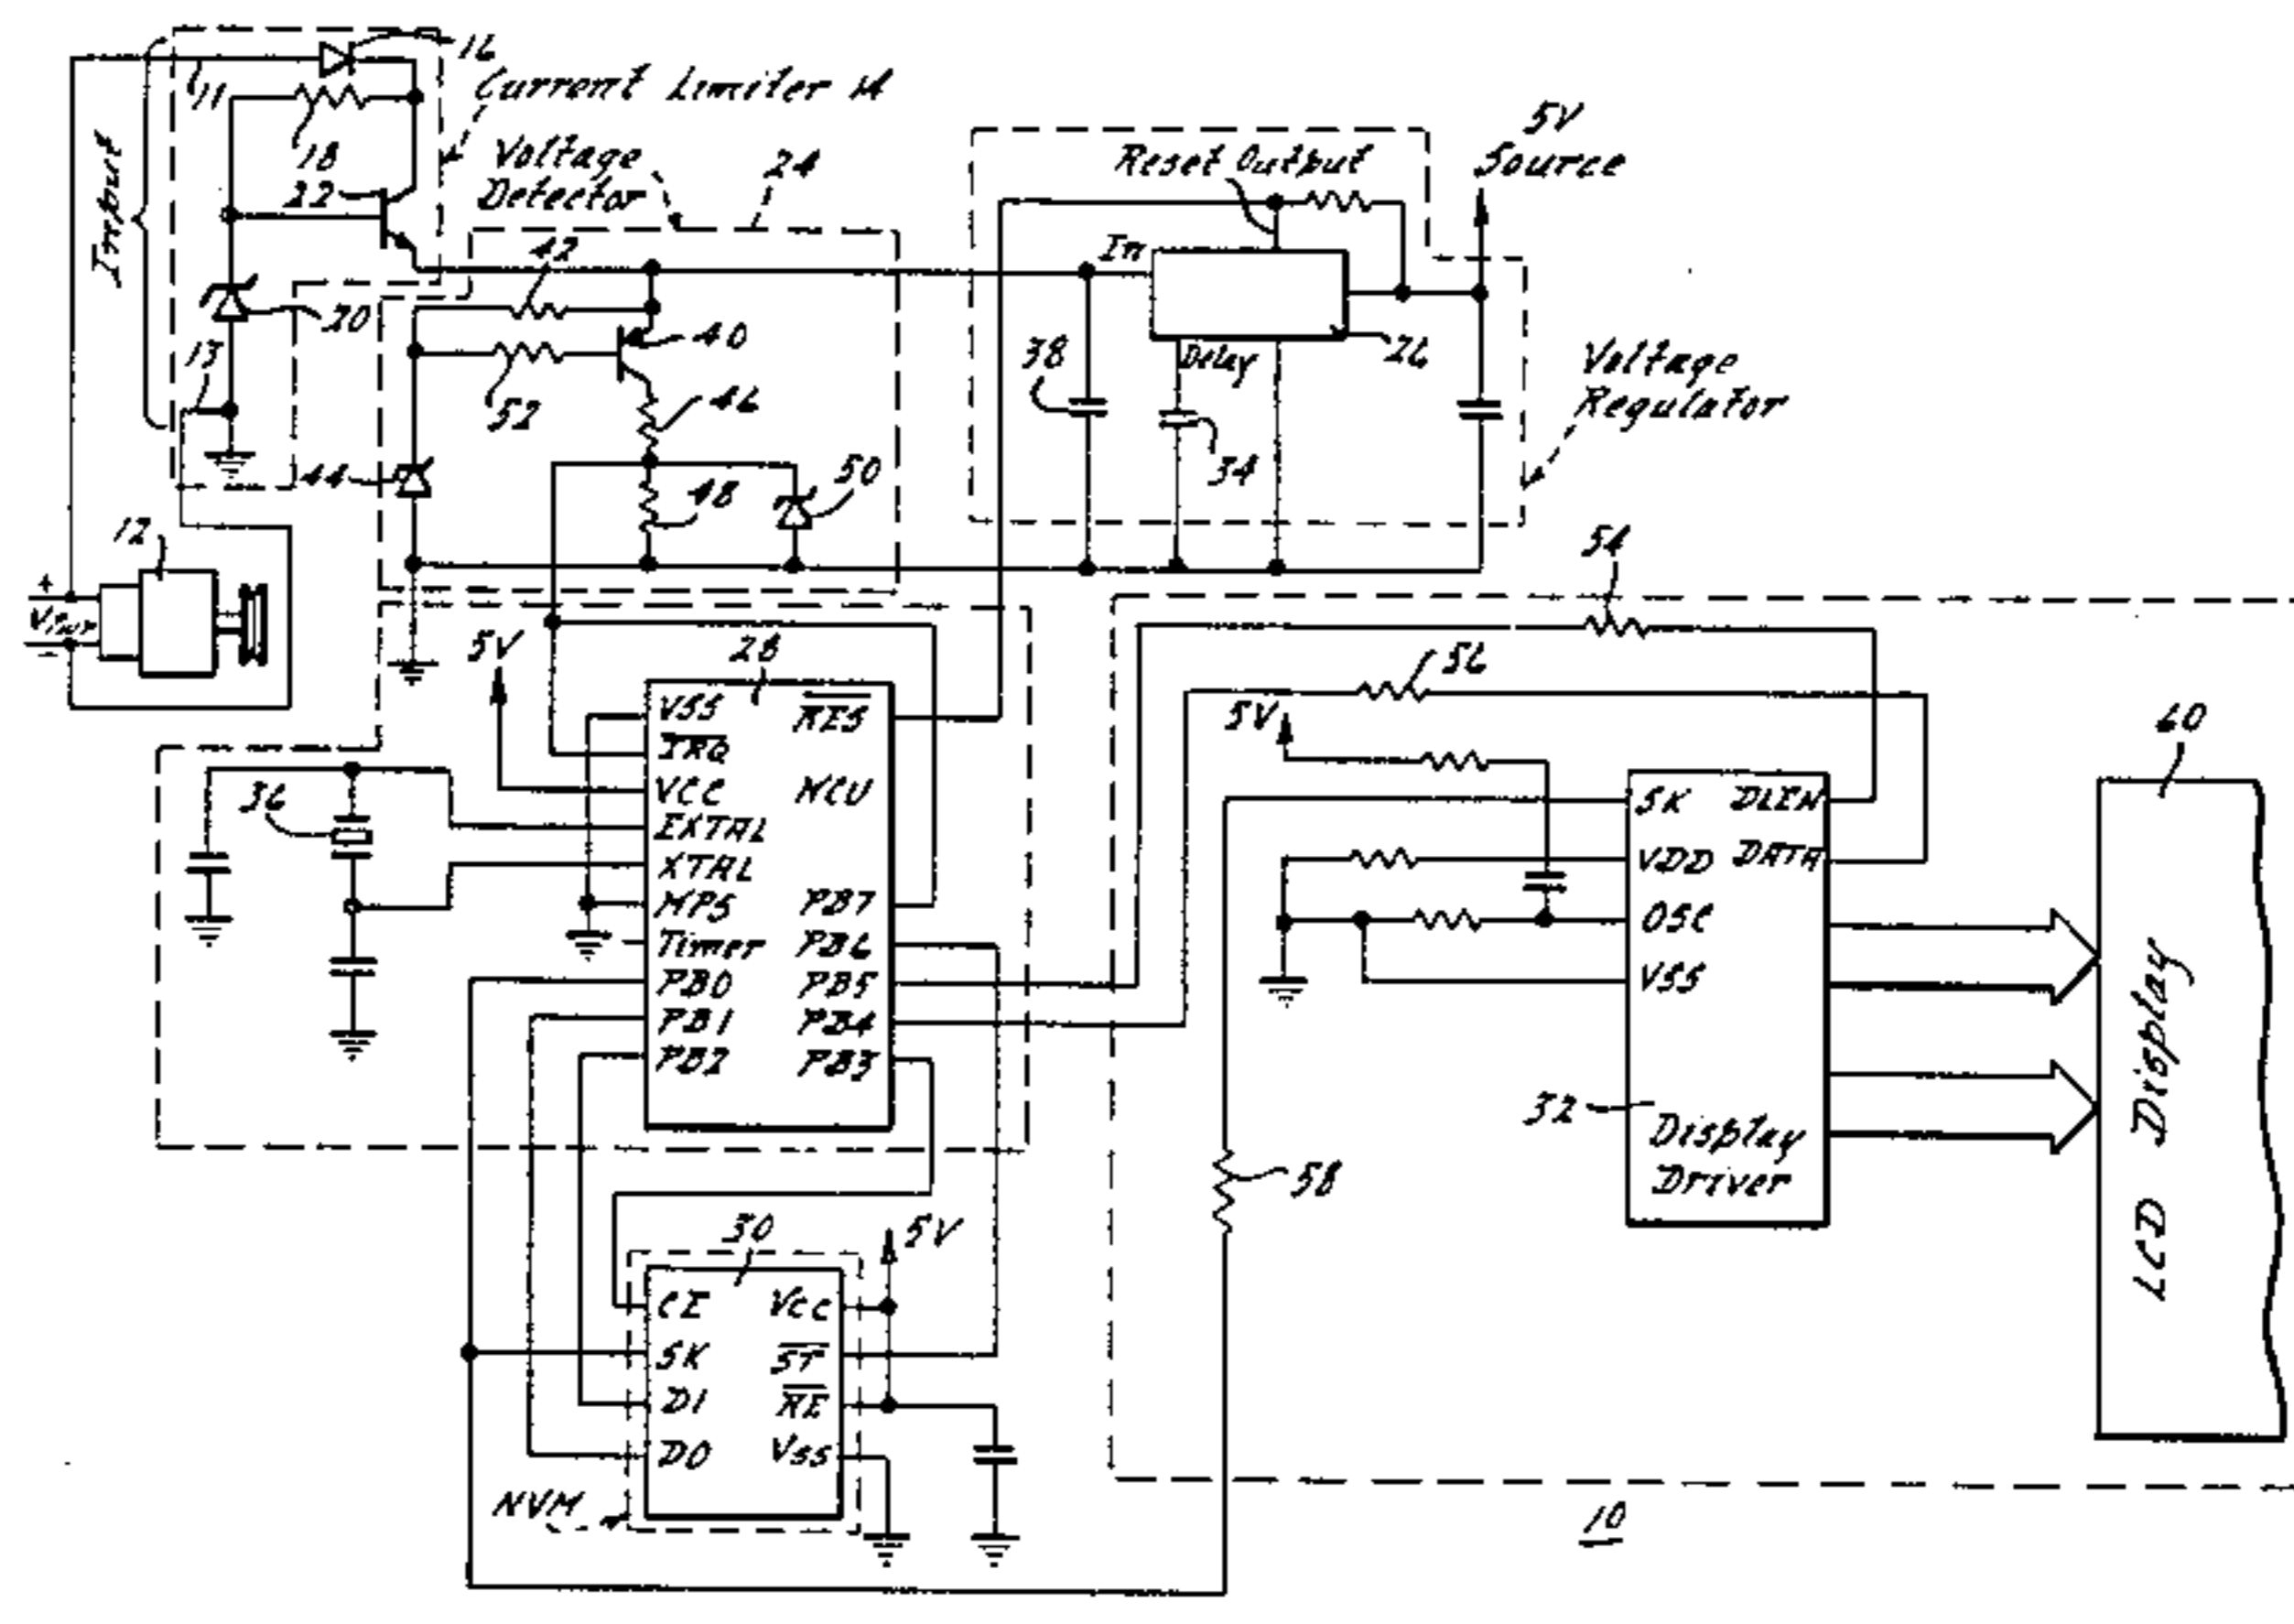 16
11
Current Limiter 14
18
Input
22
Voltage
Detector
24
5V
Source
Reset Output
In
42
20
40
13
52
46
38
Delay
26
34
Voltage
Regulator
44
48
50
12
+
-
54
5V
28
56
5V
VSS
RES
IRQ
VCC
MCU
EXTAL
XTAL
MPS
PB7
Timer
PB6
PB0
PB5
PB1
PB4
PB2
PB3
36
60
SK
DLEN
VDD
DATA
OSC
VSS
32
Display
Driver
LCD Display
58
30
5V
CE
VCC
SK
ST
DI
RE
DO
VSS
NVM
10